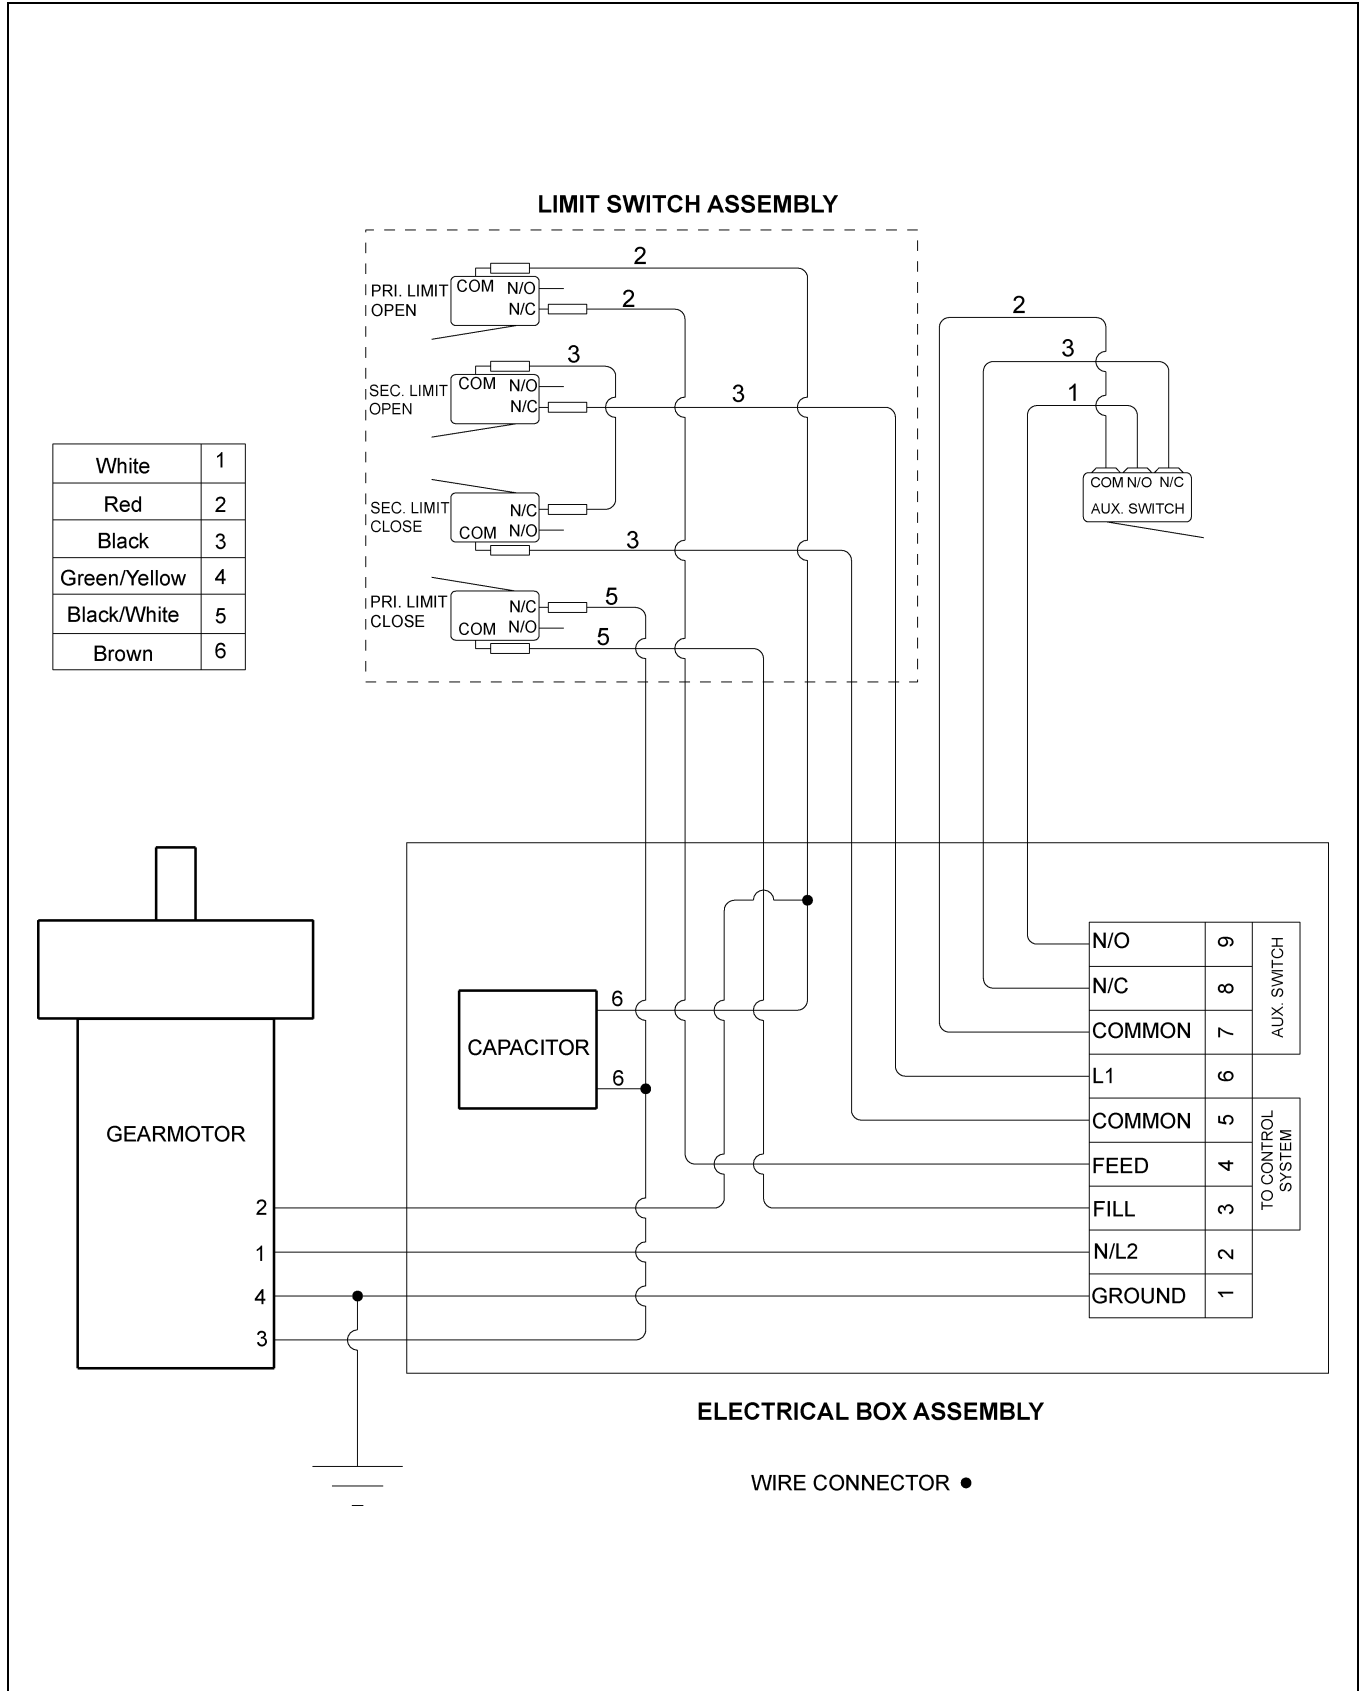 LIMIT SWITCH ASSEMBLY
2
PRI. LIMIT
OPEN
COM
N/O
N/C
2
3
SEC. LIMIT
OPEN
COM
N/O
N/C
3
SEC. LIMIT
CLOSE
N/C
COM
N/O
3
PRI. LIMIT
CLOSE
N/C
COM
N/O
5
5
2
3
1
COM N/O N/C
AUX. SWITCH
White 1
Red 2
Black 3
Green/Yellow 4
Black/White 5
Brown 6
GEARMOTOR
2
1
4
3
CAPACITOR
6
6
N/O 9
N/C 8
COMMON 7
AUX. SWITCH
L1 6
COMMON 5
FEED 4
FILL 3
TO CONTROL
SYSTEM
N/L2 2
GROUND 1
ELECTRICAL BOX ASSEMBLY
WIRE CONNECTOR